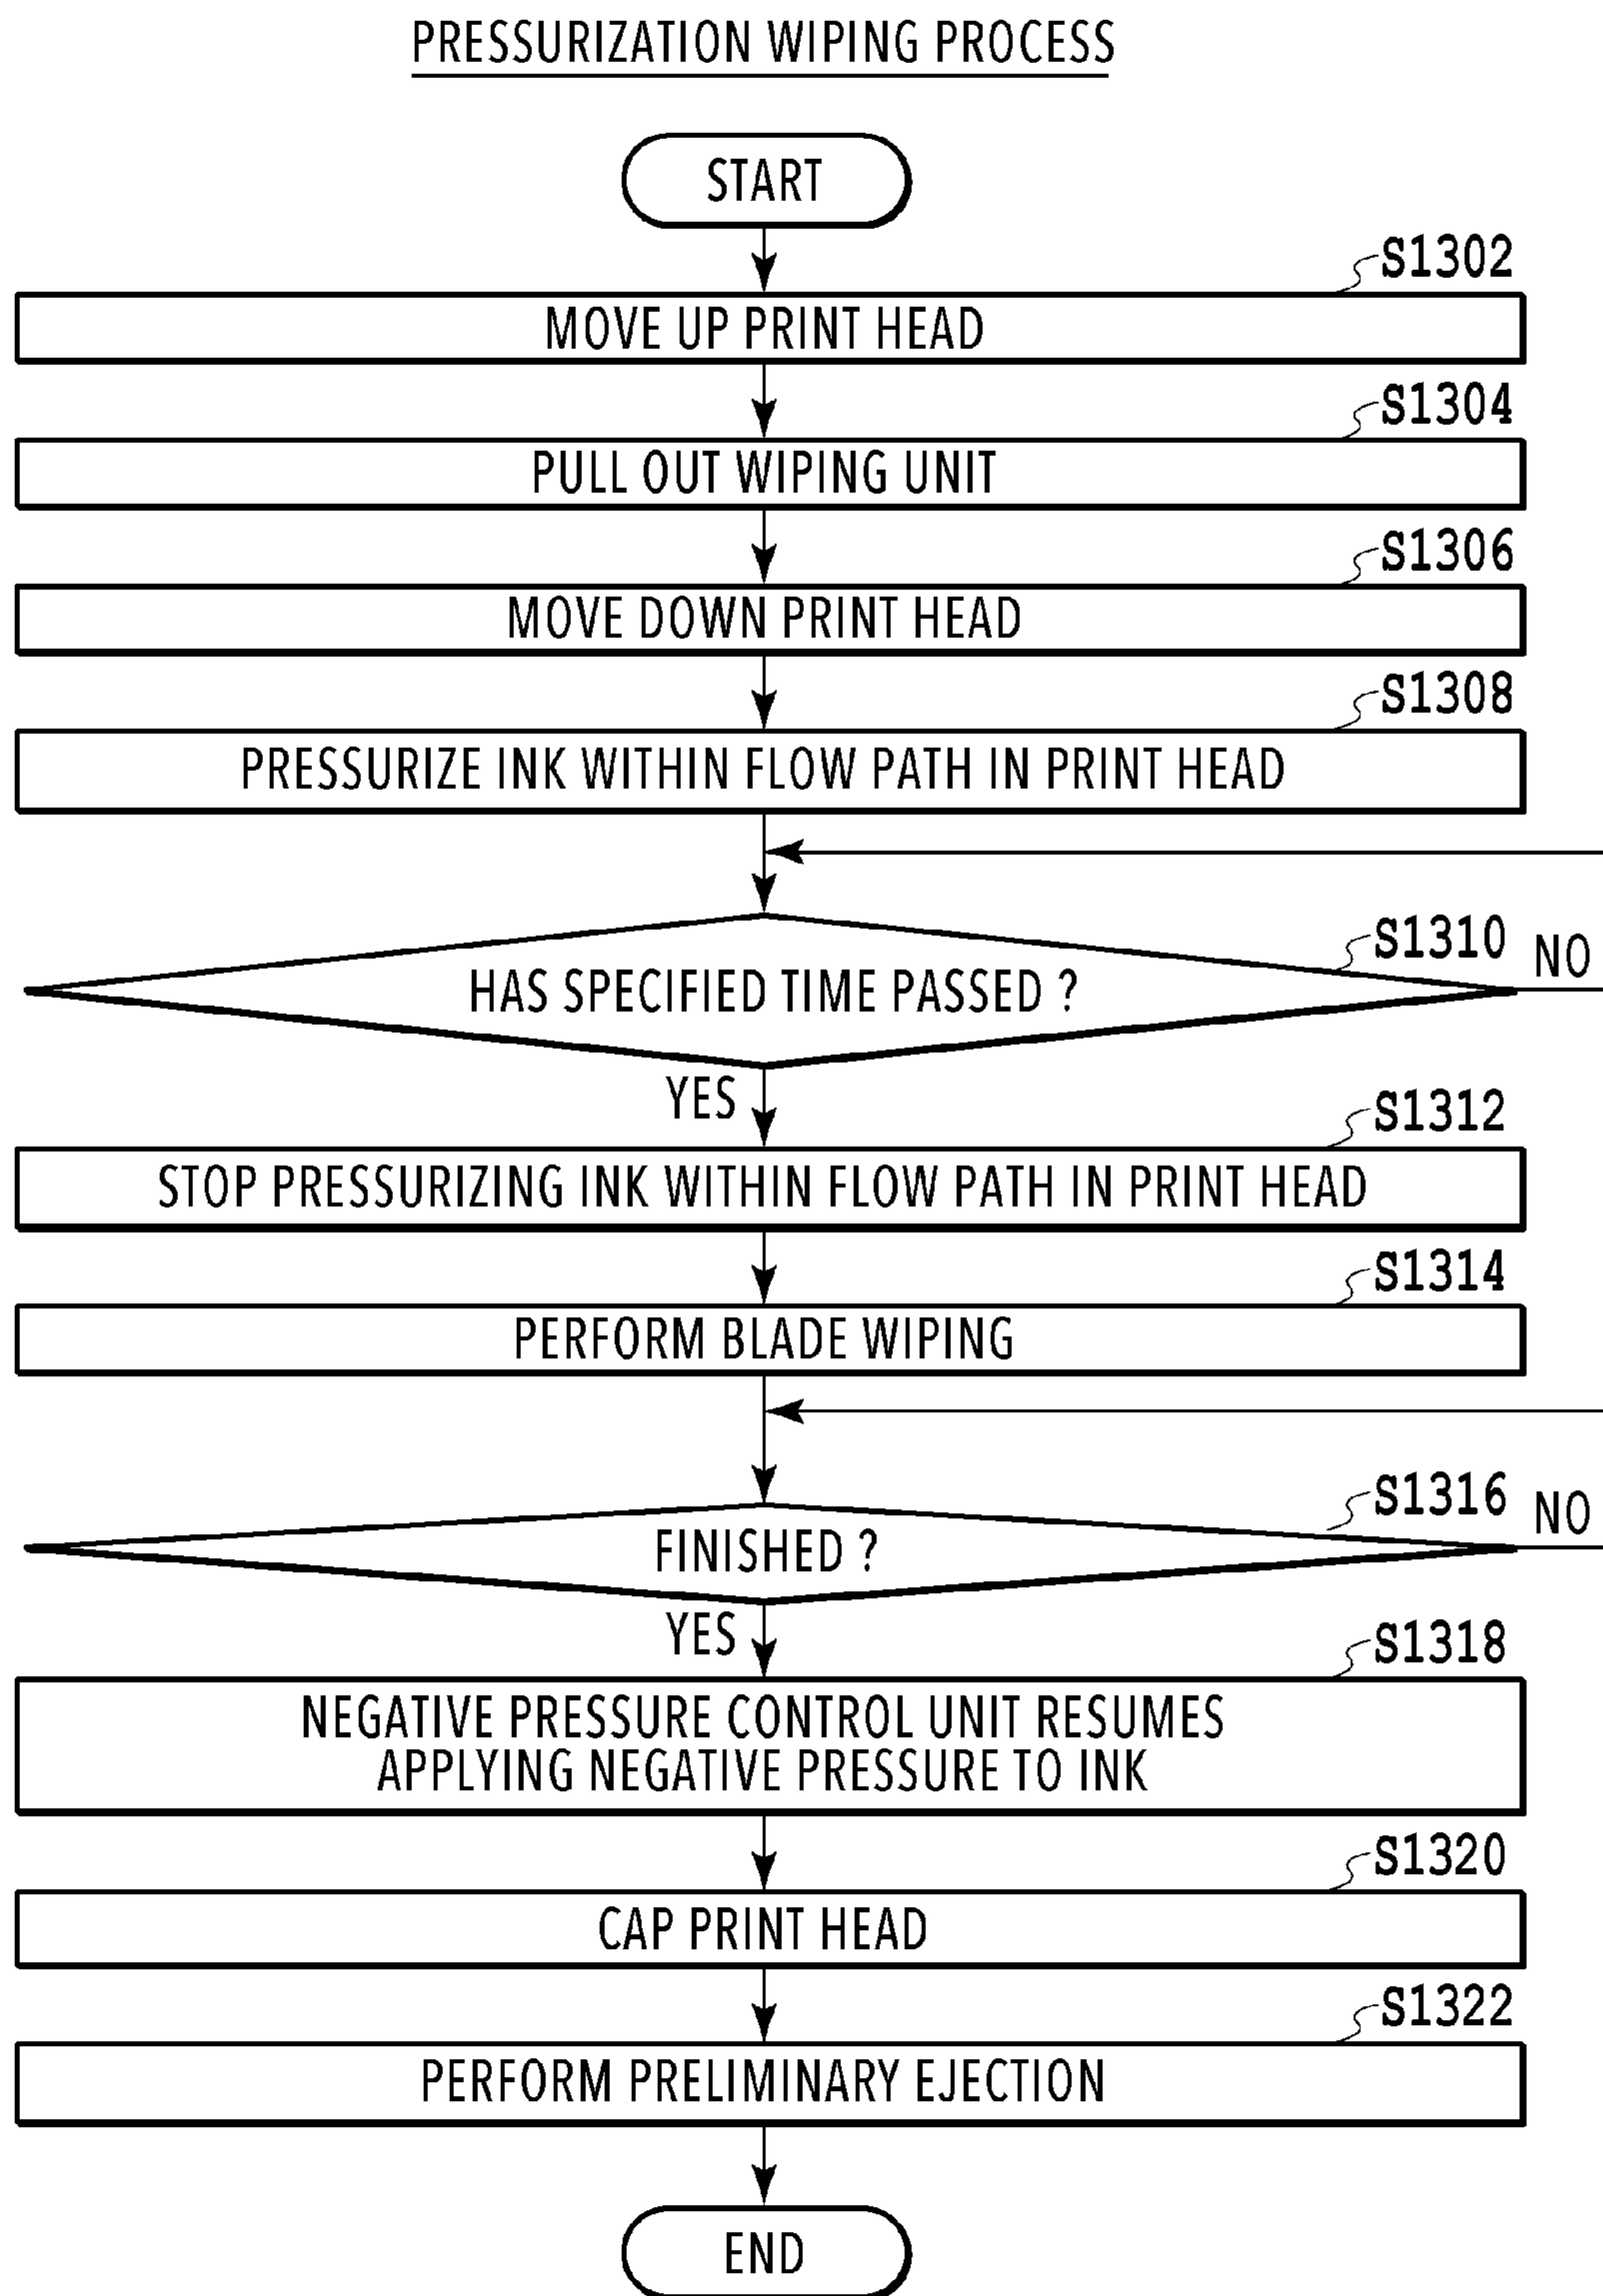 PRESSURIZATION WIPING PROCESS
START
S1302
MOVE UP PRINT HEAD
S1304
PULL OUT WIPING UNIT
S1306
MOVE DOWN PRINT HEAD
S1308
PRESSURIZE INK WITHIN FLOW PATH IN PRINT HEAD
S1310
NO
HAS SPECIFIED TIME PASSED ?
YES
S1312
STOP PRESSURIZING INK WITHIN FLOW PATH IN PRINT HEAD
S1314
PERFORM BLADE WIPING
S1316
NO
FINISHED ?
YES
S1318
NEGATIVE PRESSURE CONTROL UNIT RESUMES
APPLYING NEGATIVE PRESSURE TO INK
S1320
CAP PRINT HEAD
S1322
PERFORM PRELIMINARY EJECTION
END